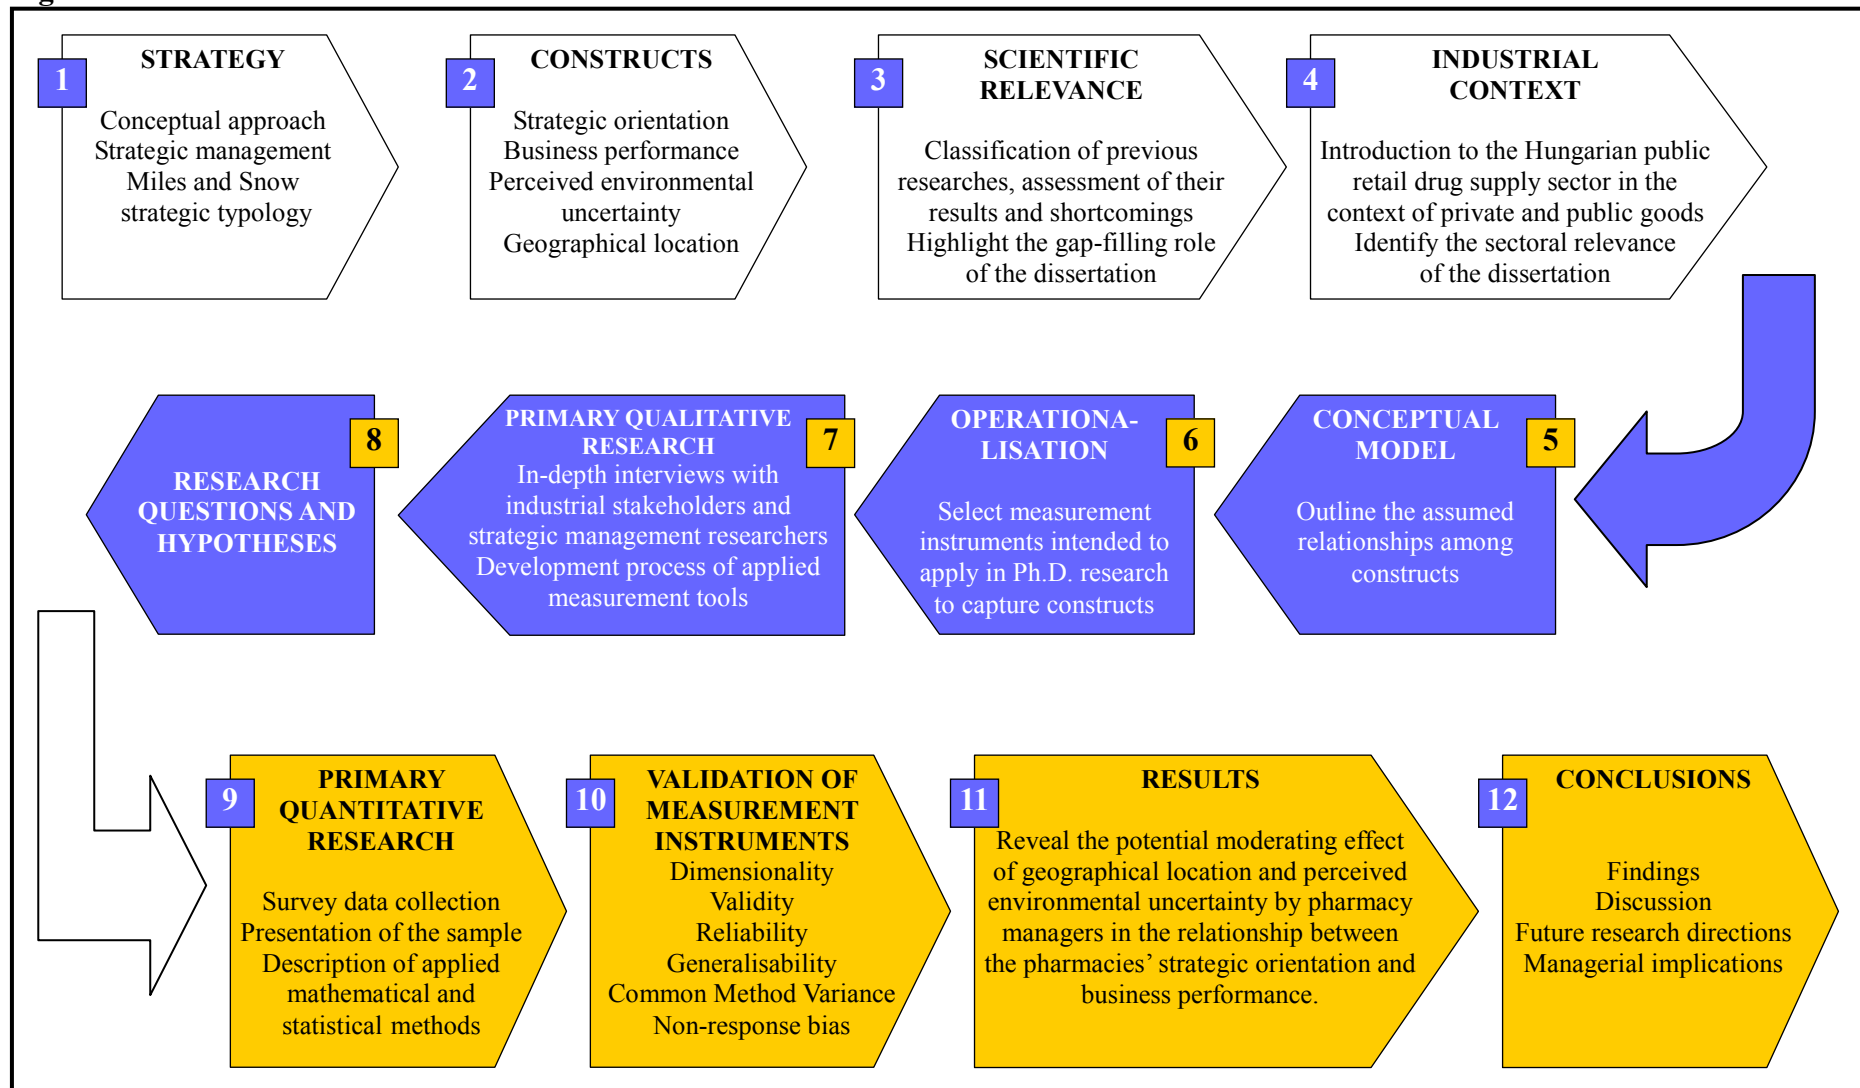 1
STRATEGY
Conceptual approach
Strategic management
Miles and Snow
strategic typology
2
CONSTRUCTS
Strategic orientation
Business performance
Perceived environmental
uncertainty
Geographical location
3
SCIENTIFIC
RELEVANCE
Classification of previous
researches, assessment of their
results and shortcomings
Highlight the gap-filling role
of the dissertation
4
INDUSTRIAL
CONTEXT
Introduction to the Hungarian public
retail drug supply sector in the
context of private and public goods
Identify the sectoral relevance
of the dissertation
5
CONCEPTUAL
MODEL
Outline the assumed
relationships among
constructs
6
OPERATIONA-
LISATION
Select measurement
instruments intended to
apply in Ph.D. research
to capture constructs
7
PRIMARY QUALITATIVE
RESEARCH
In-depth interviews with
industrial stakeholders and
strategic management researchers
Development process of applied
measurement tools
8
RESEARCH
QUESTIONS AND
HYPOTHESES
9
PRIMARY
QUANTITATIVE
RESEARCH
Survey data collection
Presentation of the sample
Description of applied
mathematical and
statistical methods
10
VALIDATION OF
MEASUREMENT
INSTRUMENTS
Dimensionality
Validity
Reliability
Generalisability
Common Method Variance
Non-response bias
11
RESULTS
Reveal the potential moderating effect
of geographical location and perceived
environmental uncertainty by pharmacy
managers in the relationship between
the pharmacies’ strategic orientation and
business performance.
12
CONCLUSIONS
Findings
Discussion
Future research directions
Managerial implications